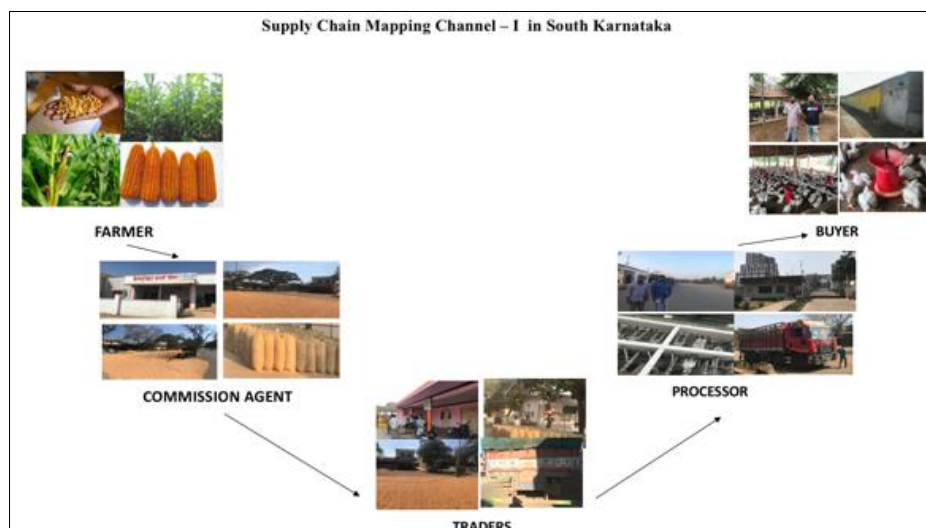 Supply Chain Mapping Channel – I in South Karnataka
FARMER
BUYER
COMMISSION AGENT
PROCESSOR
TRADERS